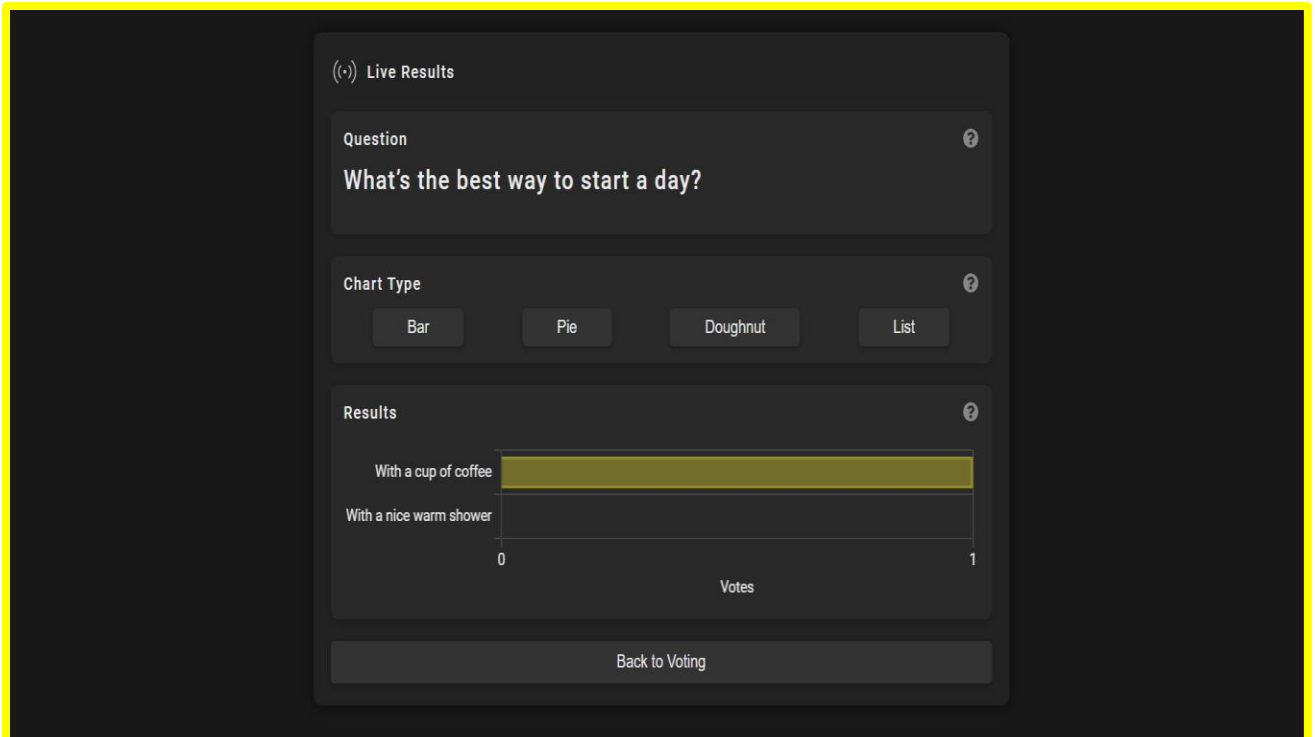 Live Results
Question
What's the best way to start a day?
Chart Type
Bar Pie Doughnut List
Results
With a cup of coffee
With a nice warm shower
0 1
Votes
Back to Voting